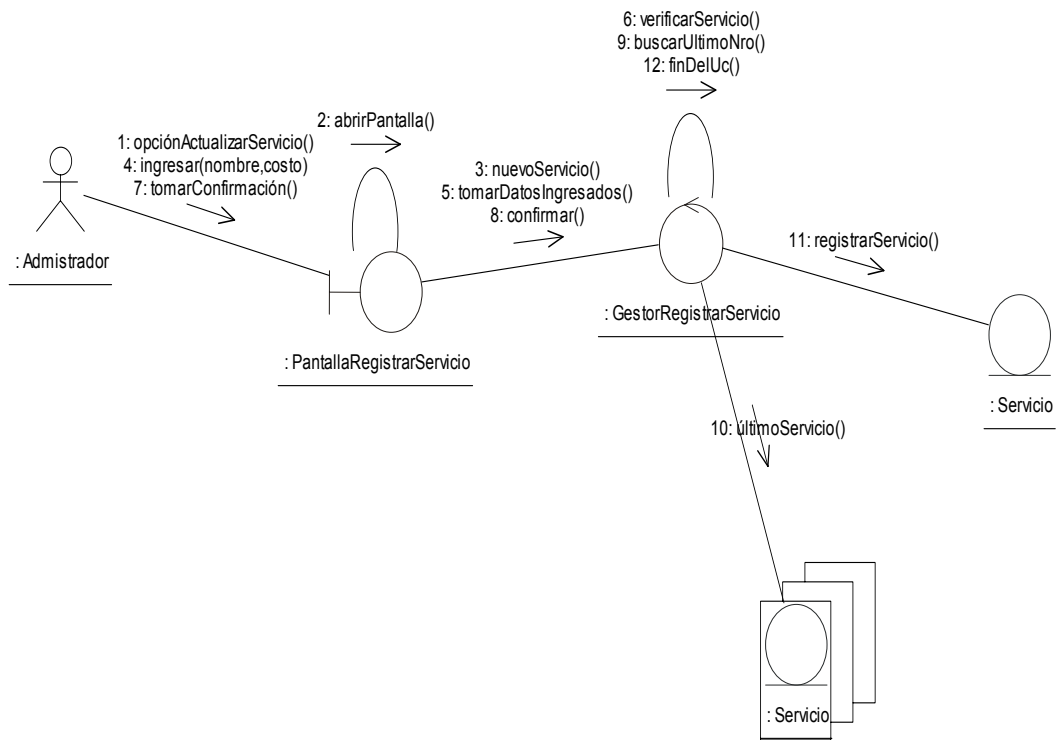 6: verificarServicio()
9: buscarUltimoNro()
12: finDelUc()
2: abrirPantalla()
1: opciónActualizarServicio()
4: ingresar(nombre,costo)
7: tomarConfirmación()
3: nuevoServicio()
5: tomarDatosIngresados()
8: confirmar()
11: registrarServicio()
: Admistrador
: GestorRegistrarServicio
: PantallaRegistrarServicio
: Servicio
10: últimoServicio()
: Servicio